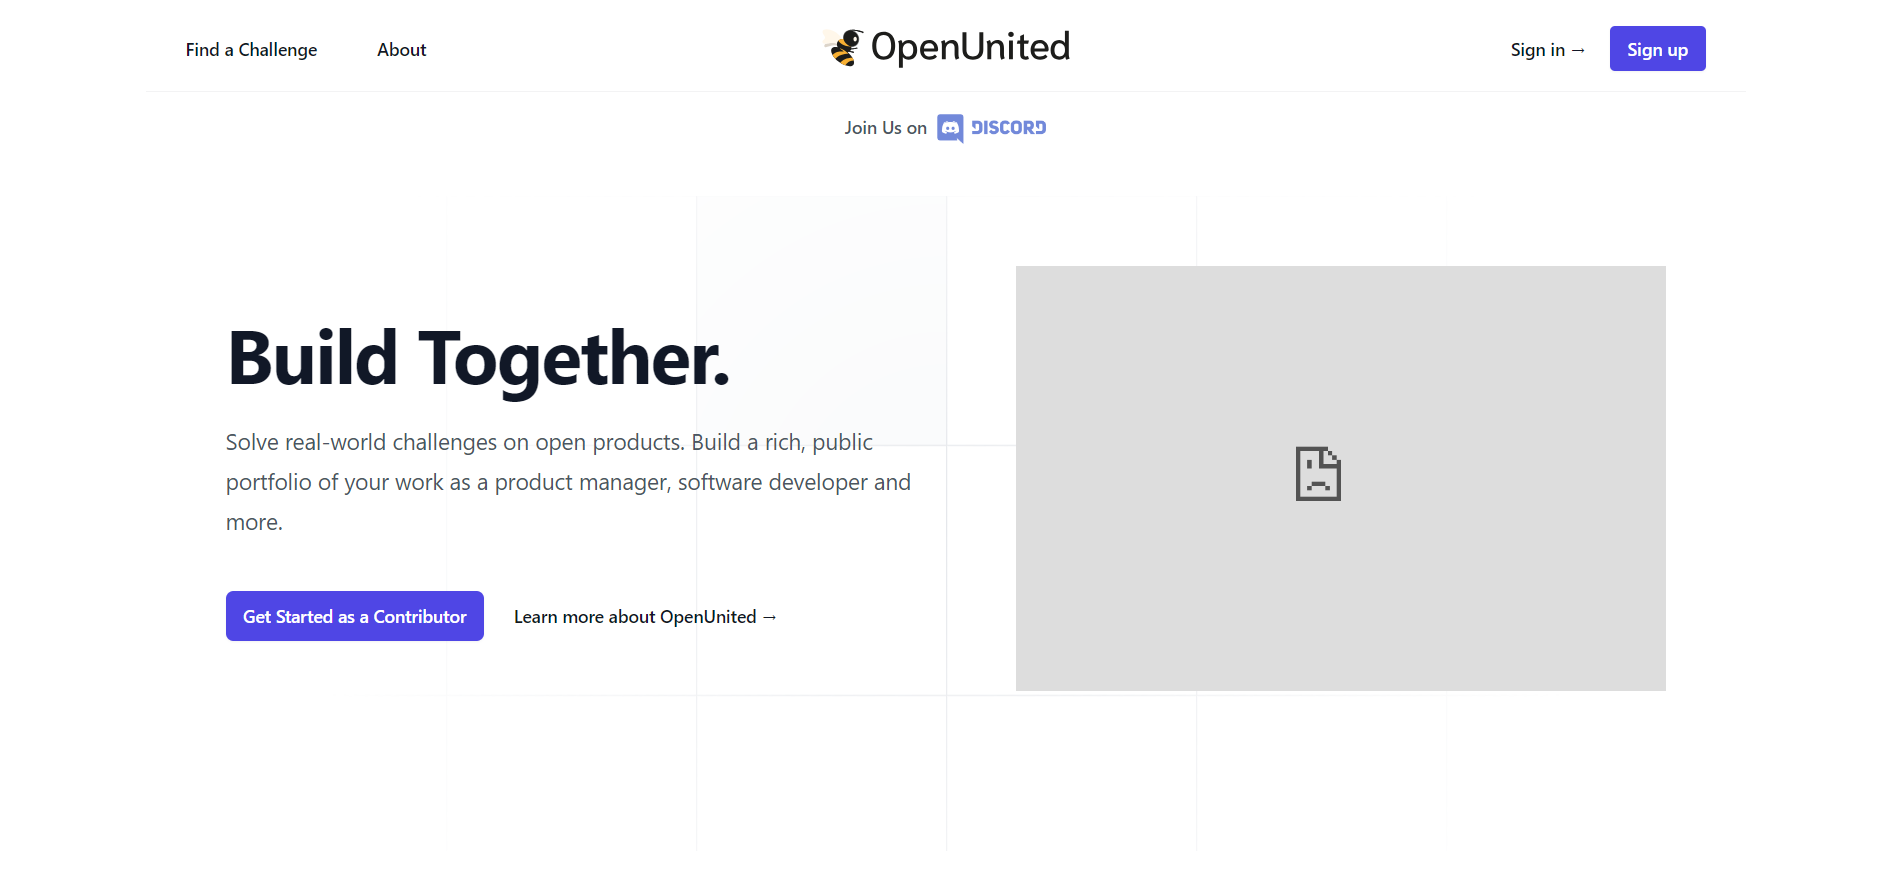 Find a Challenge
About
OpenUnited
Sign in →
Sign up
Join Us on DISCORD
Build Together.
Solve real-world challenges on open products. Build a rich, public
portfolio of your work as a product manager, software developer and
more.
Get Started as a Contributor
Learn more about OpenUnited →